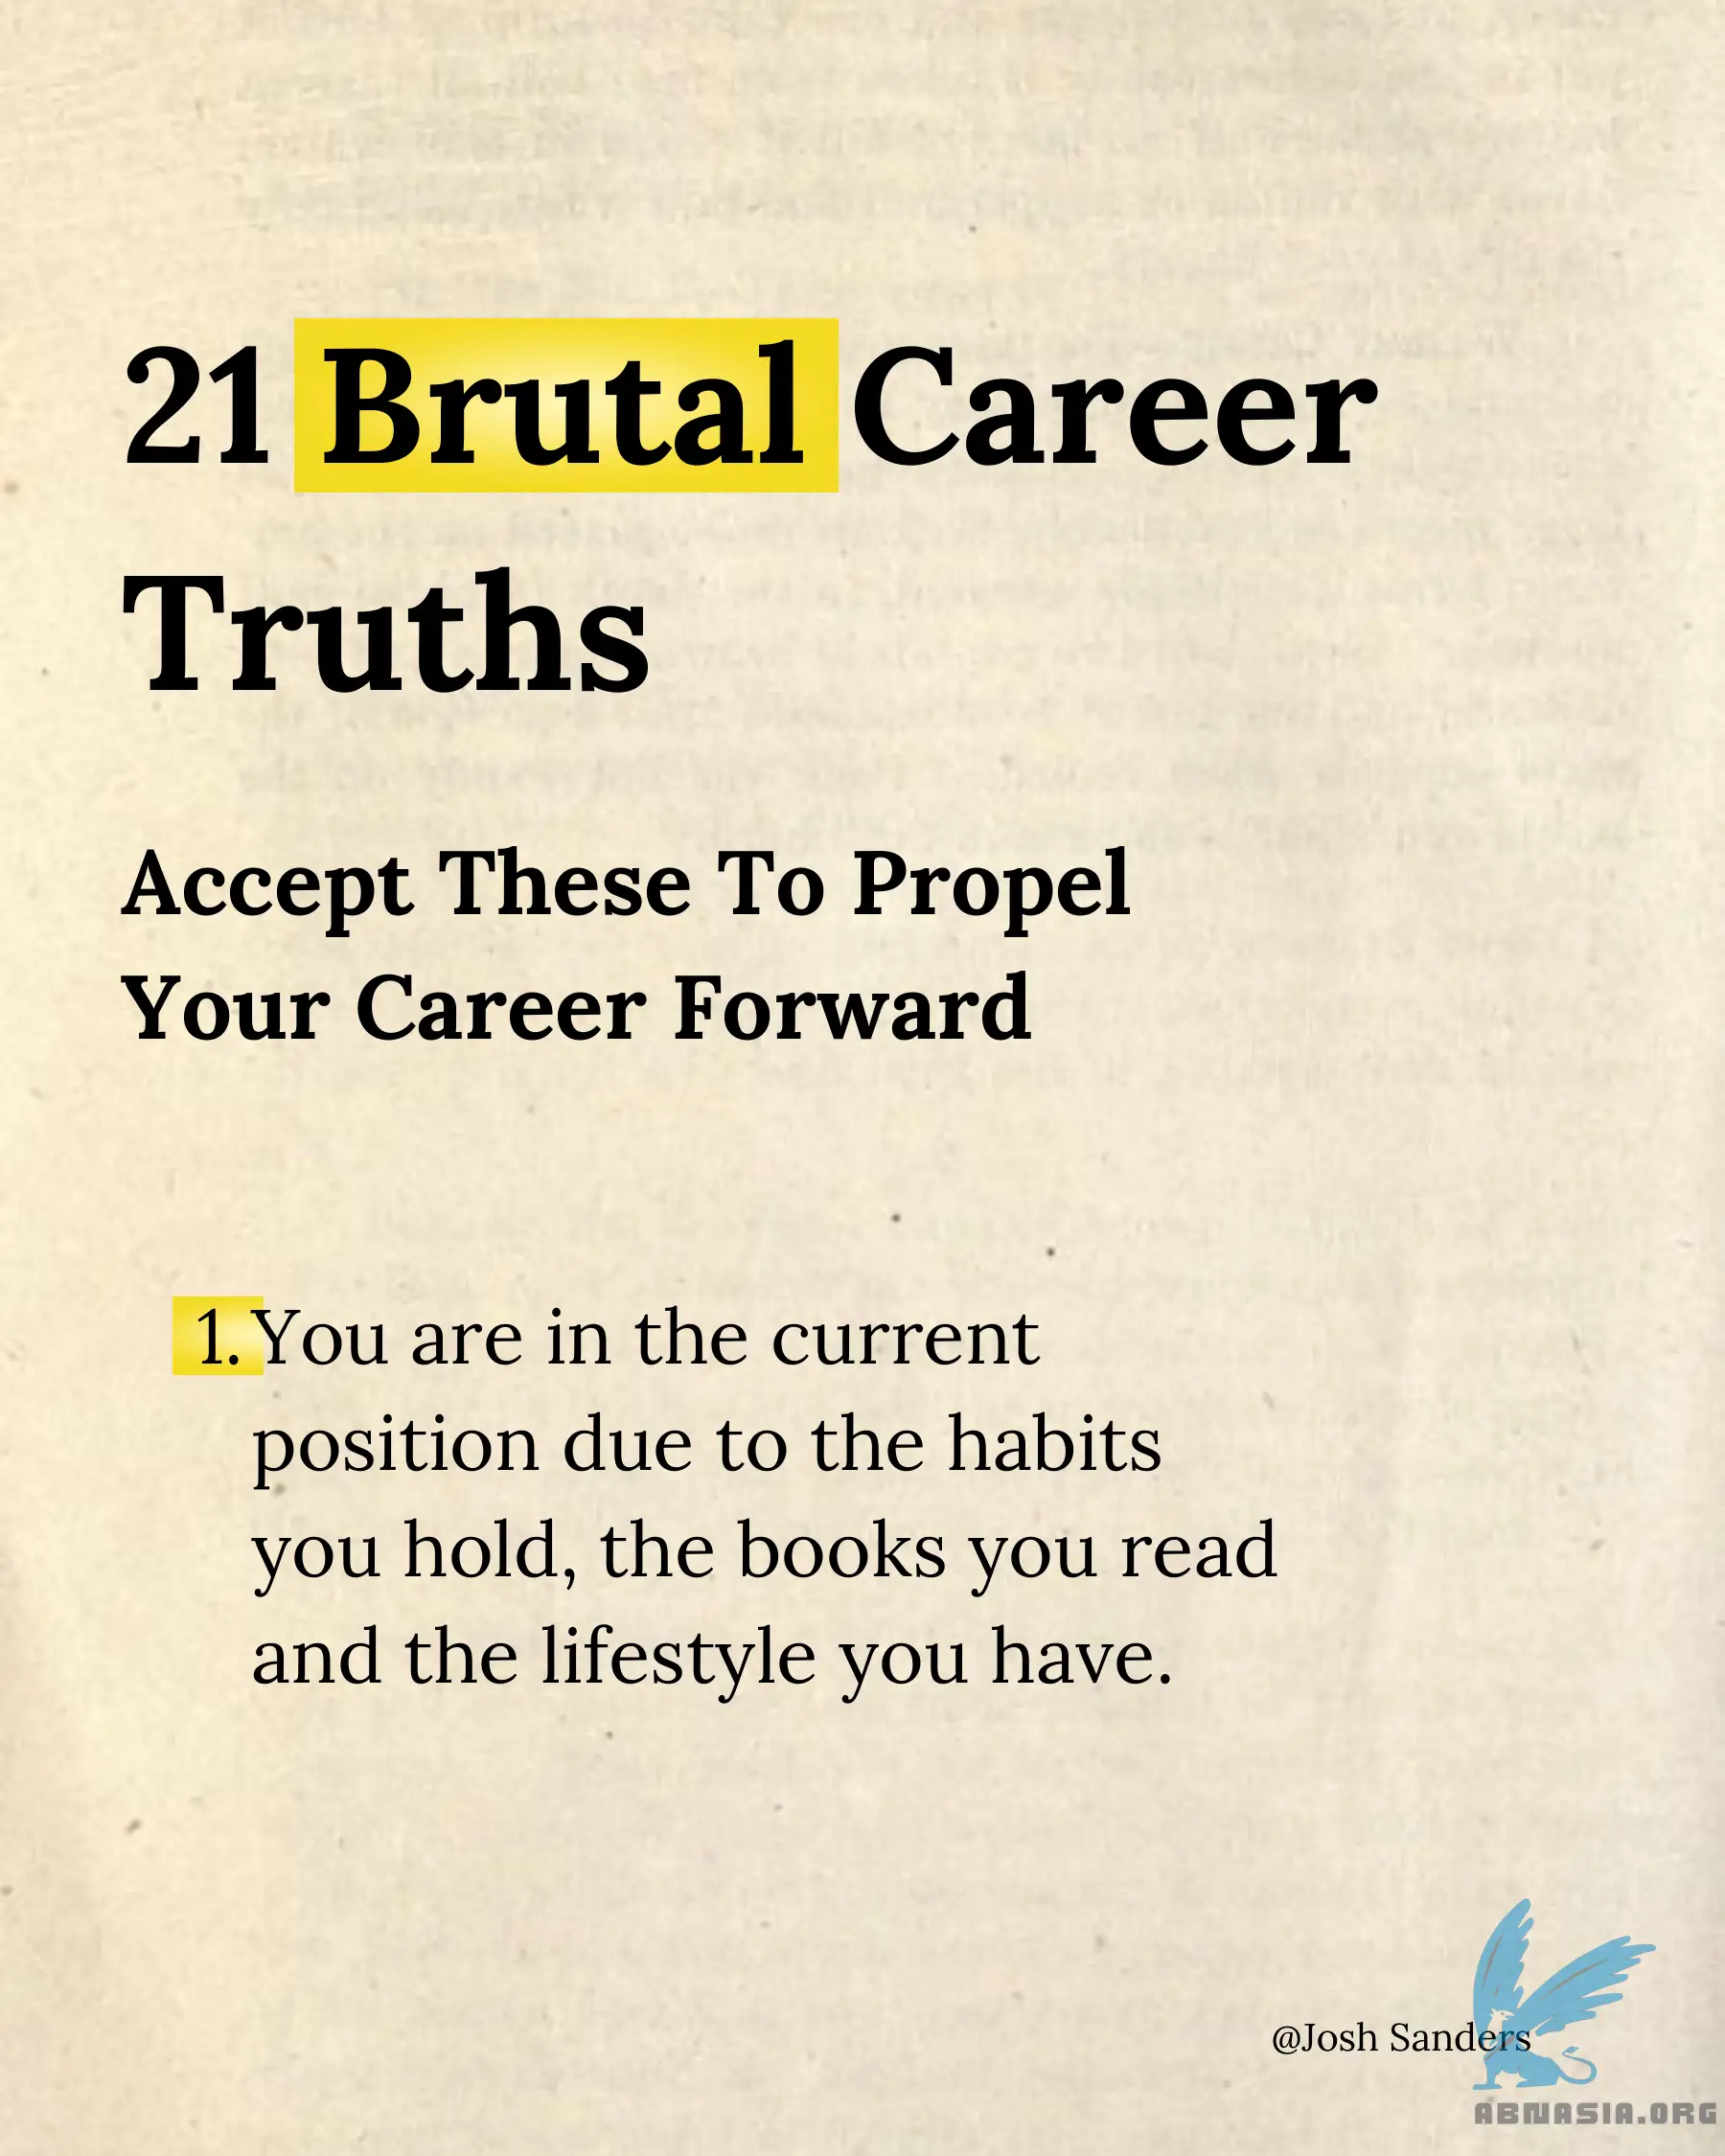 21 Brutal Career
Truths
Accept These To Propel
Your Career Forward
1. You are in the current
position due to the habits
you hold, the books you read
and the lifestyle you have.
@Josh Sanders
ABNASIA.ORG